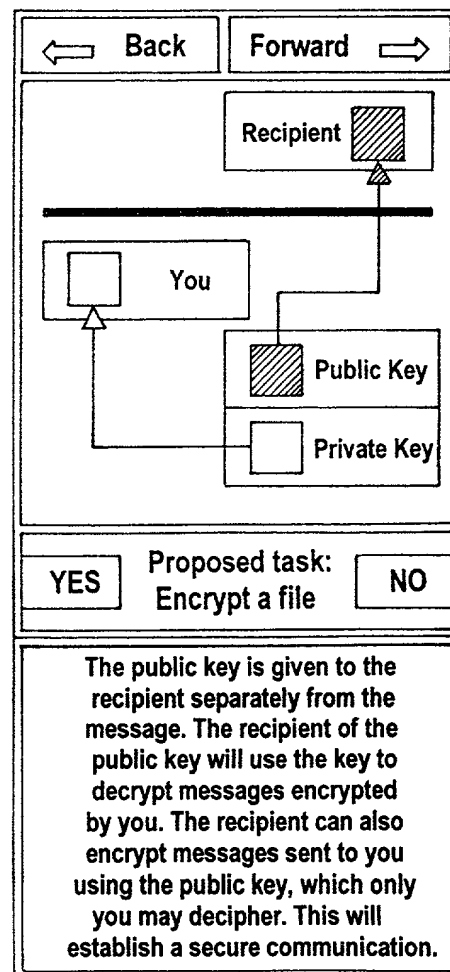 Back
Forward
Recipient
You
Public Key
Private Key
YES
Proposed task:
Encrypt a file
NO
The public key is given to the
recipient separately from the
message. The recipient of the
public key will use the key to
decrypt messages encrypted
by you. The recipient can also
encrypt messages sent to you
using the public key, which only
you may decipher. This will
establish a secure communication.